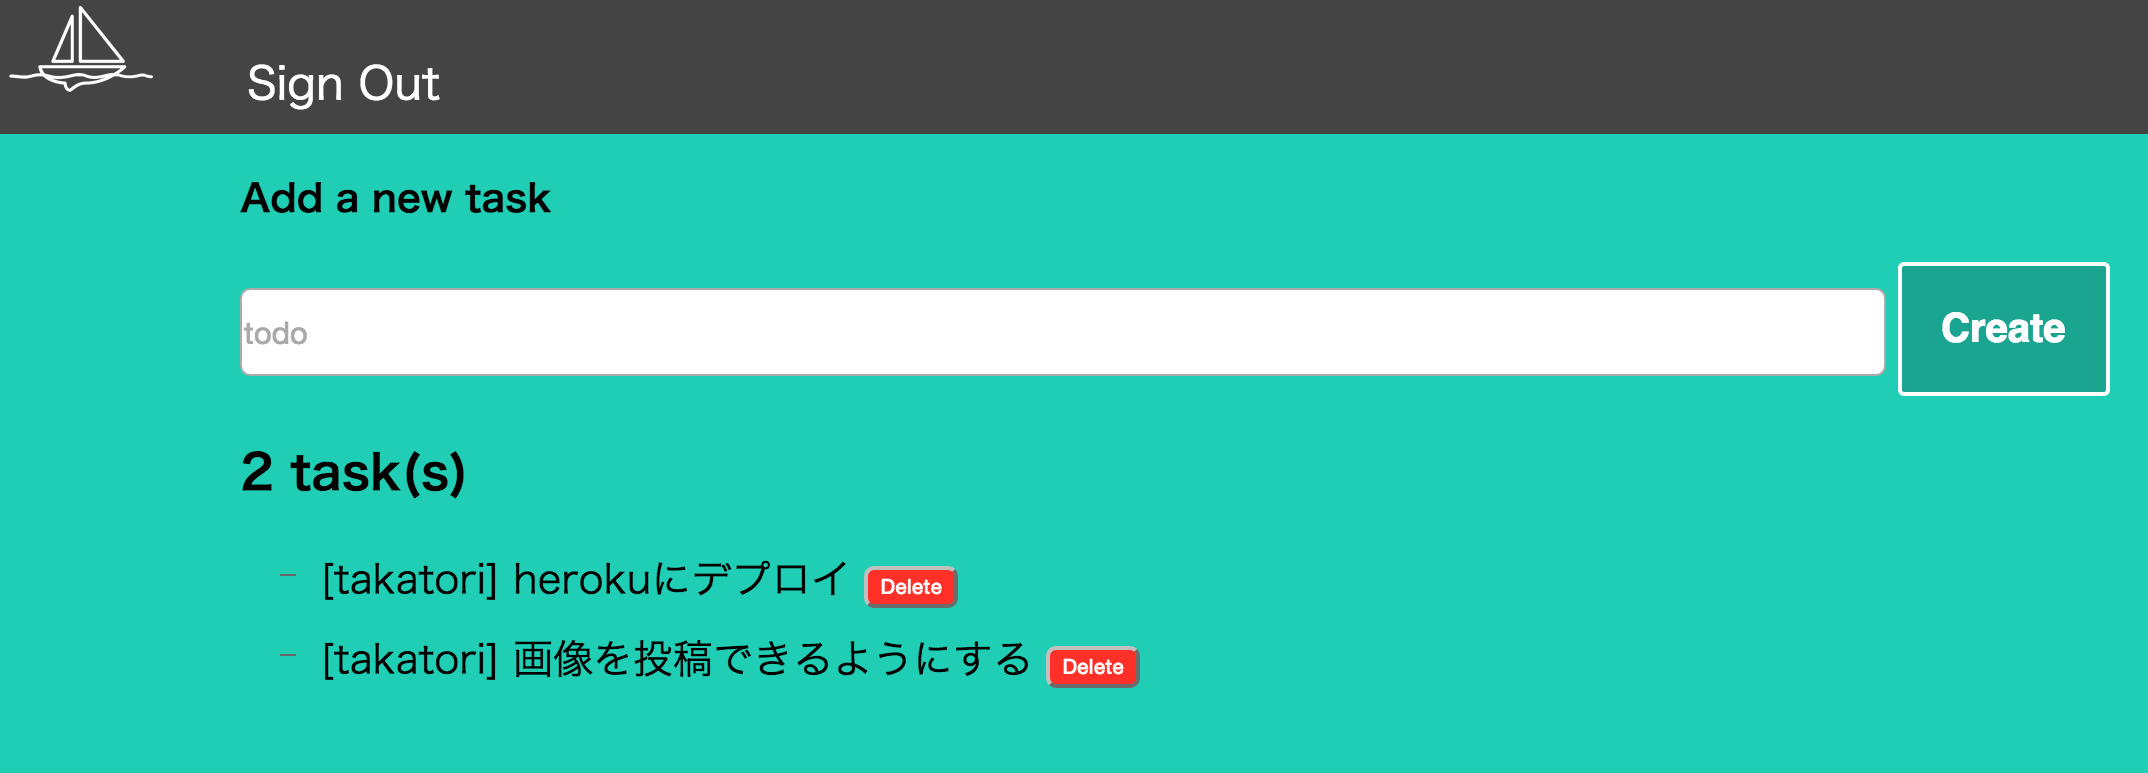 Sign Out
Add a new task
todo
Create
2 task(s)
[takatori] herokuにデプロイ Delete
[takatori] 画像を投稿できるようにする Delete